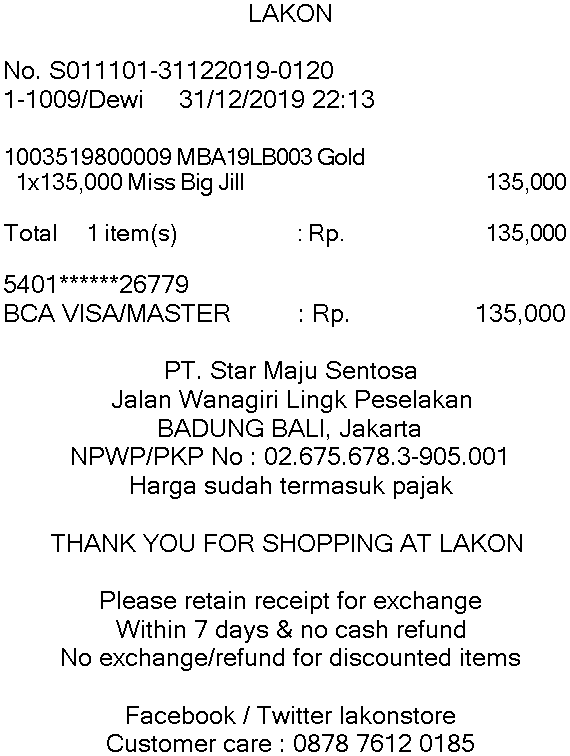 LAKON
No. S011101-31122019-0120
1-1009/Dewi 31/12/2019 22:13
1003519800009 MBA19LB003 Gold
1x135,000 Miss Big Jill 135,000
Total 1 item(s) : Rp. 135,000
5401******26779
BCA VISA/MASTER : Rp. 135,000
PT. Star Maju Sentosa
Jalan Wanagiri Lingk Peselakan
BADUNG BALI, Jakarta
NPWP/PKP No : 02.675.678.3-905.001
Harga sudah termasuk pajak
THANK YOU FOR SHOPPING AT LAKON
Please retain receipt for exchange
Within 7 days & no cash refund
No exchange/refund for discounted items
Facebook / Twitter lakonstore
Customer care : 0878 7612 0185